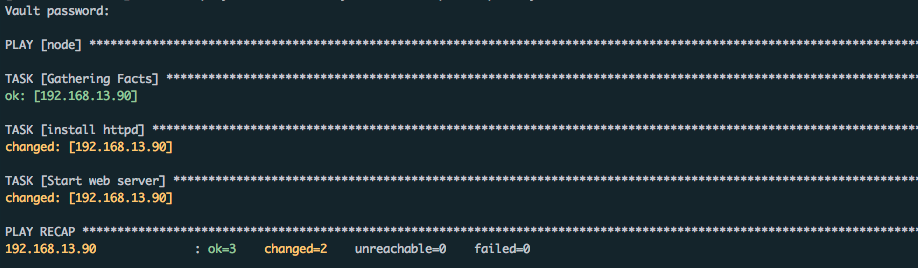 Vault password:
PLAY [node] ************************************************************************************************************************
TASK [Gathering Facts] *************************************************************************************************************
ok: [192.168.13.90]
TASK [install httpd] ***************************************************************************************************************
changed: [192.168.13.90]
TASK [Start web server] ************************************************************************************************************
changed: [192.168.13.90]
PLAY RECAP *************************************************************************************************************************
192.168.13.90 : ok=3 changed=2 unreachable=0 failed=0